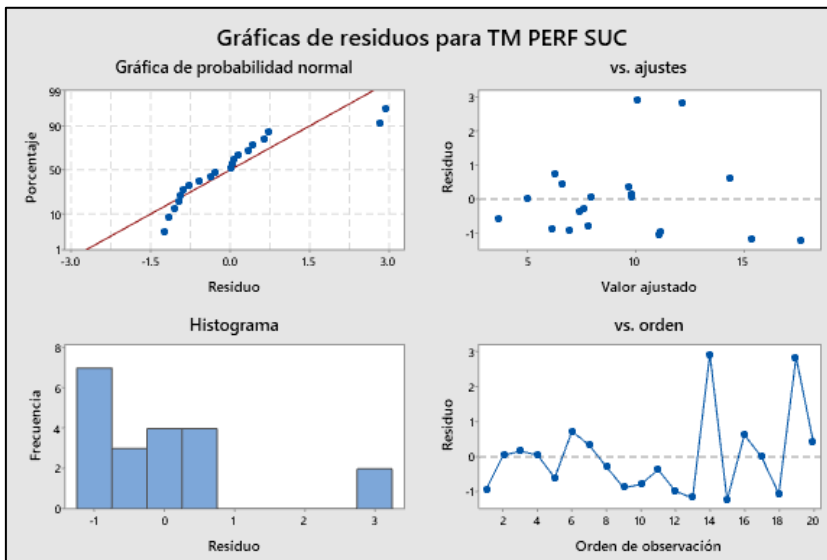 Gráficas de residuos para TM PERF SUC
Gráfica de probabilidad normal
99
90
50
10
1
Porcentaje
-3.0 -1.5 0.0 1.5 3.0
Residuo
vs. ajustes
3
2
1
0
-1
Residuo
5 10 15
Valor ajustado
Histograma
8
6
4
2
0
Frecuencia
-1 0 1 2 3
Residuo
vs. orden
3
2
1
0
-1
Residuo
2 4 6 8 10 12 14 16 18 20
Orden de observación